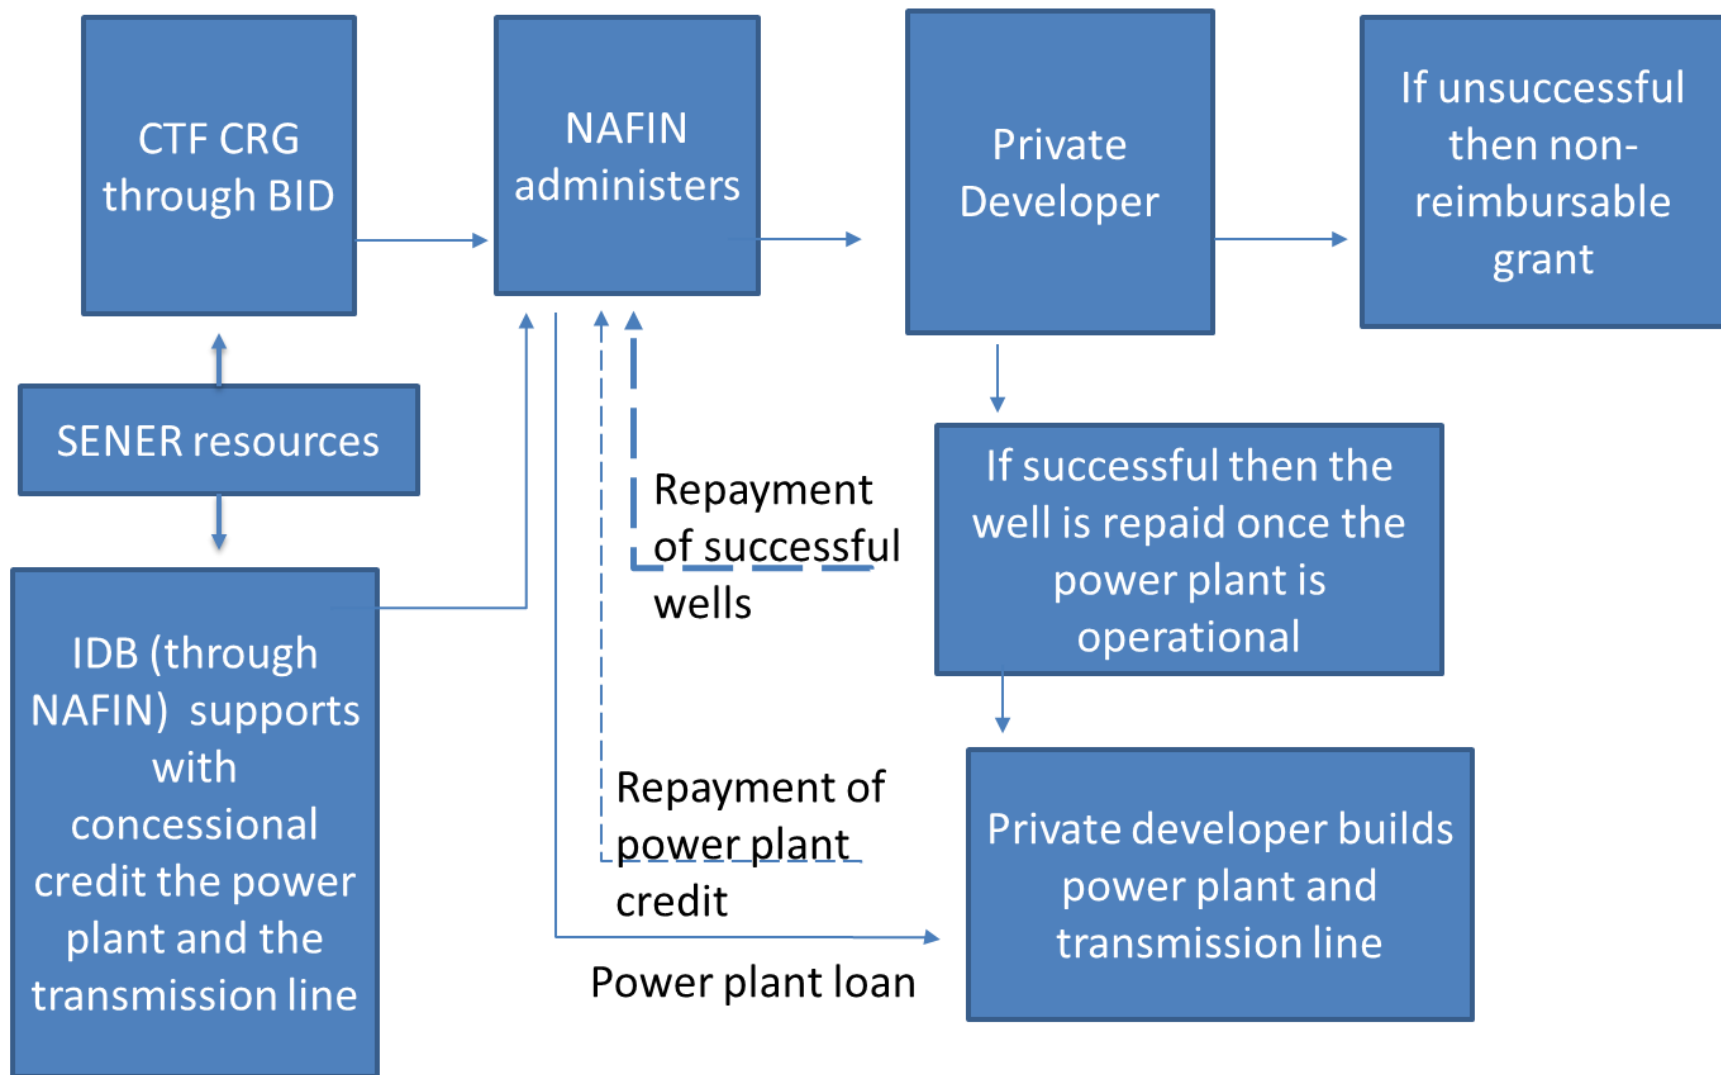 CTF CRG
through BID
NAFIN
administers
Private
Developer
If unsuccessful
then non-
reimbursable
grant
SENER resources
If successful then the
well is repaid once the
power plant is
operational
Repayment
of successful
wells
IDB (through
NAFIN)  supports
with
concessional
credit the power
plant and the
transmission line
Repayment of
power plant
credit
Private developer builds
power plant and
transmission line
Power plant loan